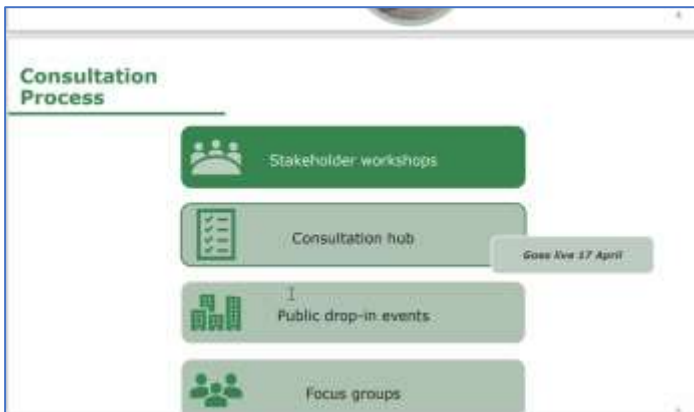 Consultation
Process
Stakeholder workshops
Consultation hub
Goes live 17 April
Public drop-in events
Focus groups